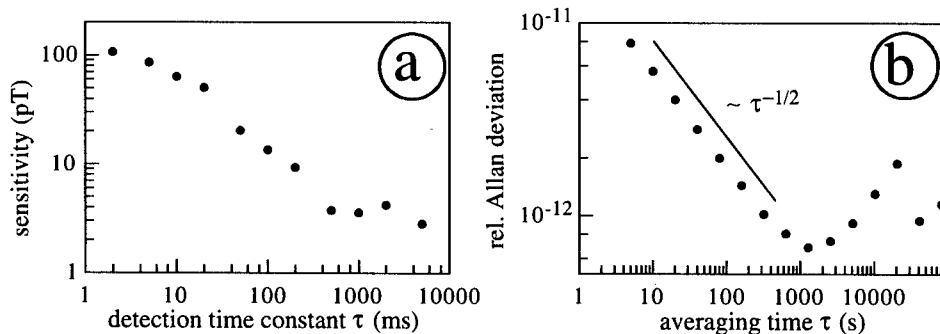 100
10
1
sensitivity (pT)
a
1 10 100 1000 10000
detection time constant τ (ms)
10⁻¹¹
10⁻¹²
rel. Allan deviation
b
~ τ⁻¹/²
1 10 100 1000 10000
averaging time τ (s)